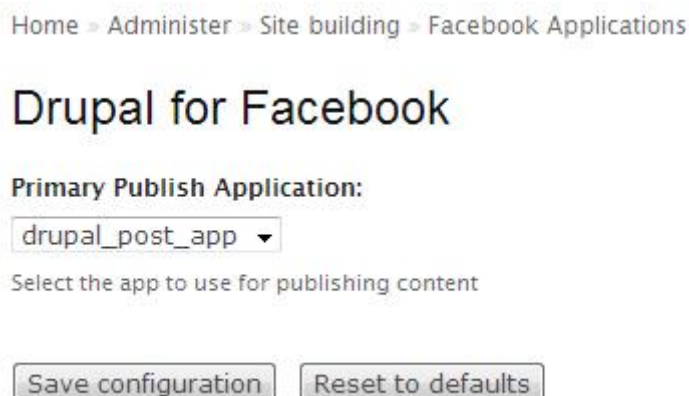 Home » Administer » Site building » Facebook Applications
Drupal for Facebook
Primary Publish Application:
drupal_post_app
Select the app to use for publishing content
Save configuration Reset to defaults